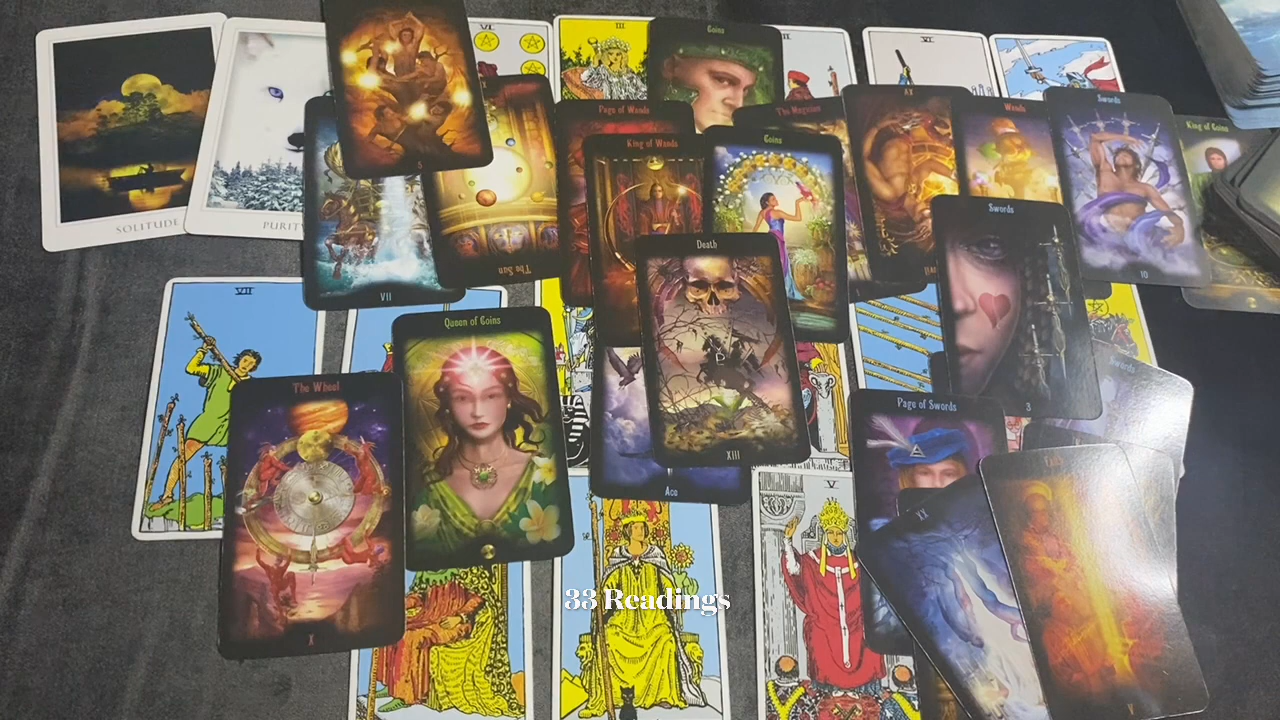 SOLITUDE
PURITY
5
VI
III
Coins
VI
VII
The Sun
Page of Wands
King of Wands
The Magician
Coins
Wands
Swords
10
King of Coins
Swords
3
Death
XIII
VII
Queen of Coins
The Wheel
X
Ace
Page of Swords
V
33 Readings